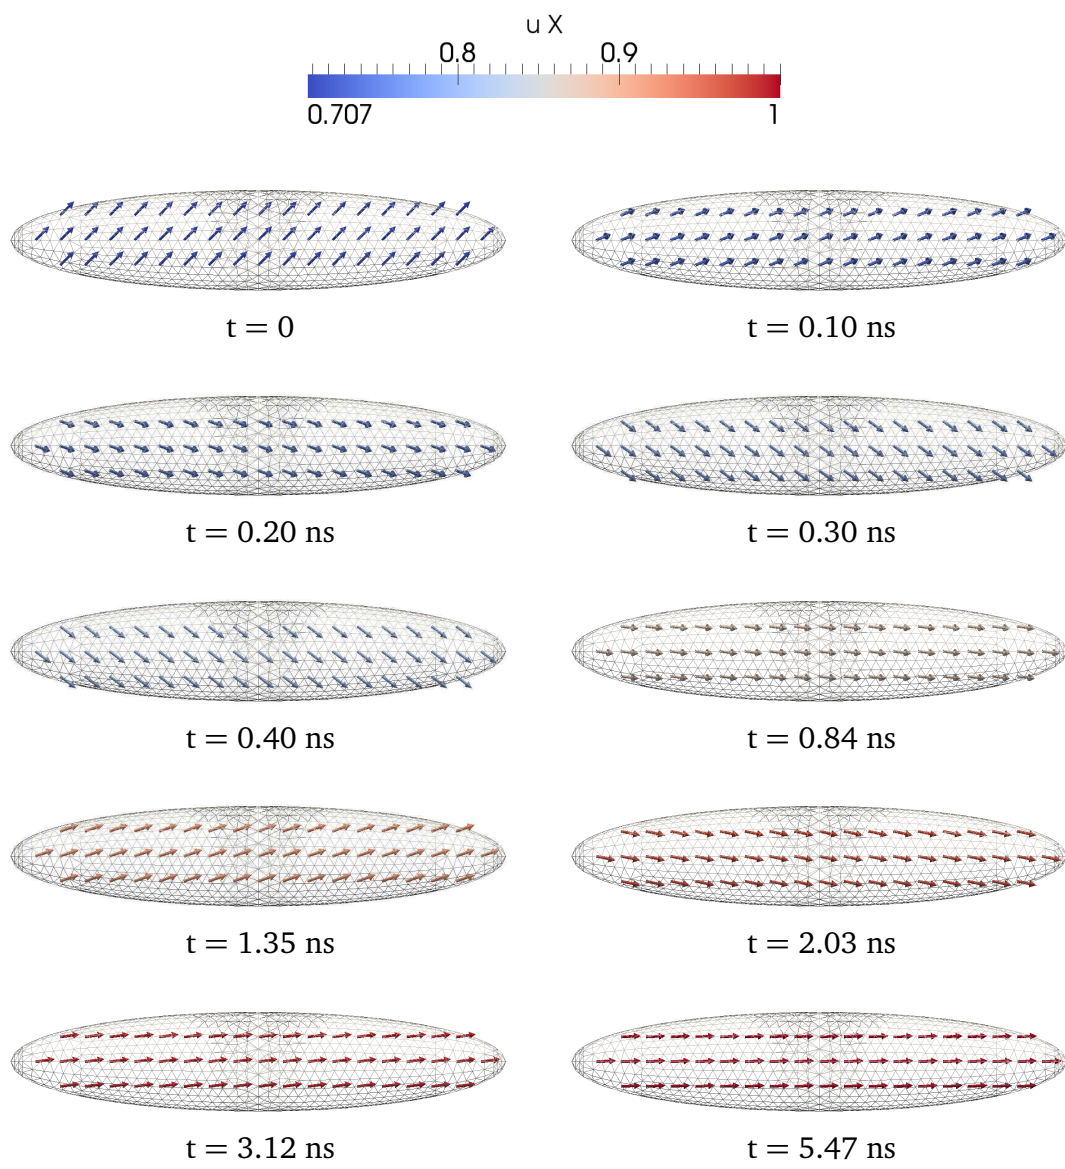 u X
0.8 0.9
0.707 1
t = 0 t = 0.10 ns
t = 0.20 ns t = 0.30 ns
t = 0.40 ns t = 0.84 ns
t = 1.35 ns t = 2.03 ns
t = 3.12 ns t = 5.47 ns